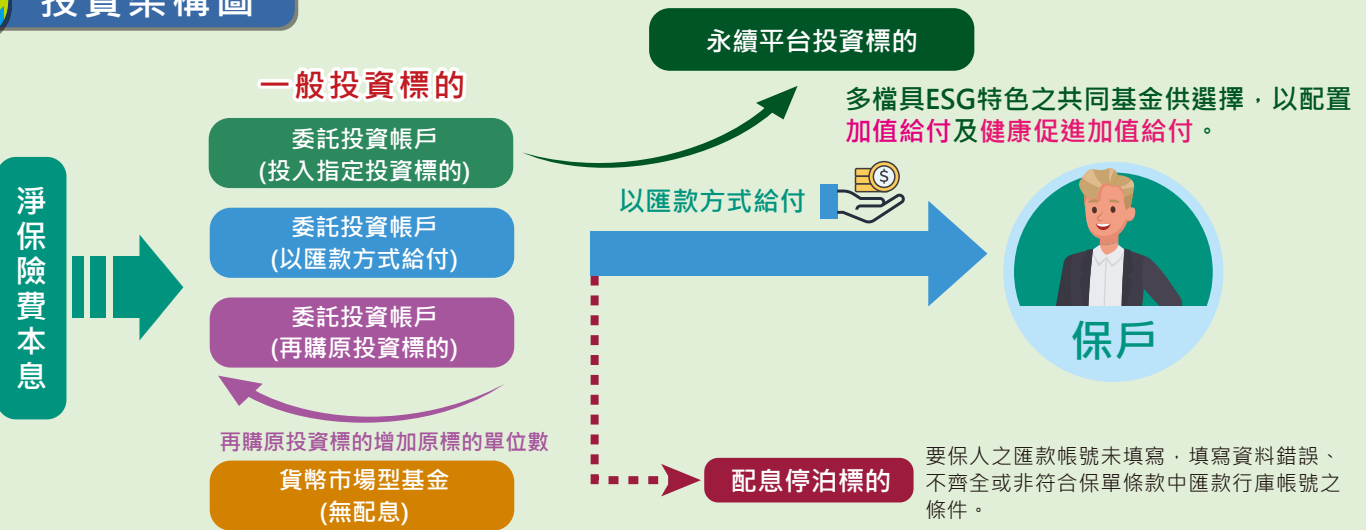 投資架構圖
永續平台投資標的
一般投資標的
多檔具ESG特色之共同基金供選擇，以配置
加值給付及健康促進加值給付。
委託投資帳戶
(投入指定投資標的)
淨保險費本息
以匯款方式給付
委託投資帳戶
(以匯款方式給付)
委託投資帳戶
(再購原投資標的)
保戶
再購原投資標的增加原標的單位數
貨幣市場型基金
(無配息)
配息停泊標的
要保人之匯款帳號未填寫，填寫資料錯誤、
不齊全或非符合保單條款中匯款行庫帳號之
條件。